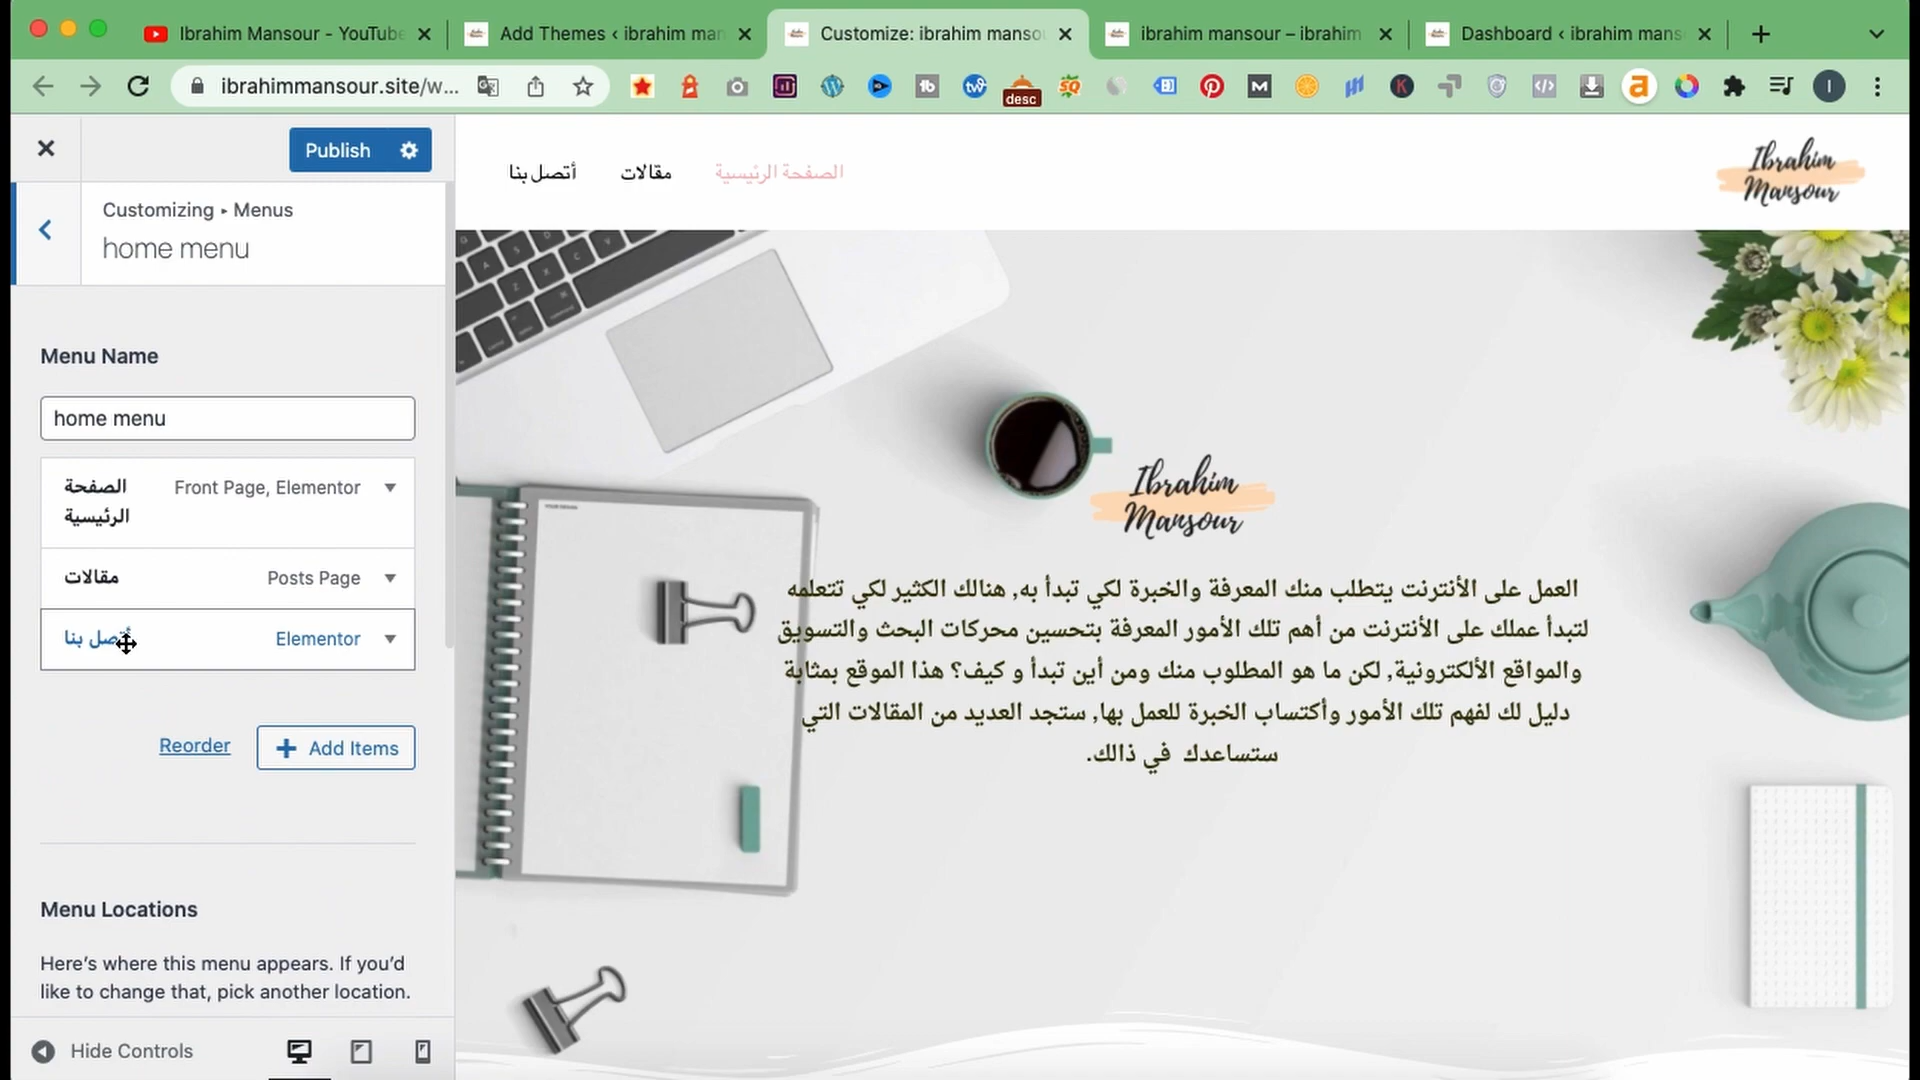 Ibrahim Mansour - YouTube
Add Themes ‹ ibrahim man
Customize: ibrahim manso
ibrahim mansour – ibrahim
Dashboard ‹ ibrahim mans
ibrahimmansour.site/w...
desc
Publish
Customizing ▸ Menus
home menu
Menu Name
home menu
الصفحة الرئيسية
Front Page, Elementor
مقالات
Posts Page
أتصل بنا
Elementor
Reorder
Add Items
Menu Locations
Here's where this menu appears. If you'd
like to change that, pick another location.
Hide Controls
الصفحة الرئيسية
مقالات
أتصل بنا
Ibrahim
Mansour
Ibrahim
Mansour
العمل على الأنترنت يتطلب منك المعرفة والخبرة لكي تبدأ به, هنالك الكثير لكي تتعلمه
لتبدأ عملك على الأنترنت من أهم تلك الأمور المعرفة بتحسين محركات البحث والتسويق
والمواقع الألكترونية, لكن ما هو المطلوب منك ومن أين تبدأ و كيف؟ هذا الموقع بمثابة
دليل لك لفهم تلك الأمور وأكتساب الخبرة للعمل بها, ستجد العديد من المقالات التي
ستساعدك في ذالك.